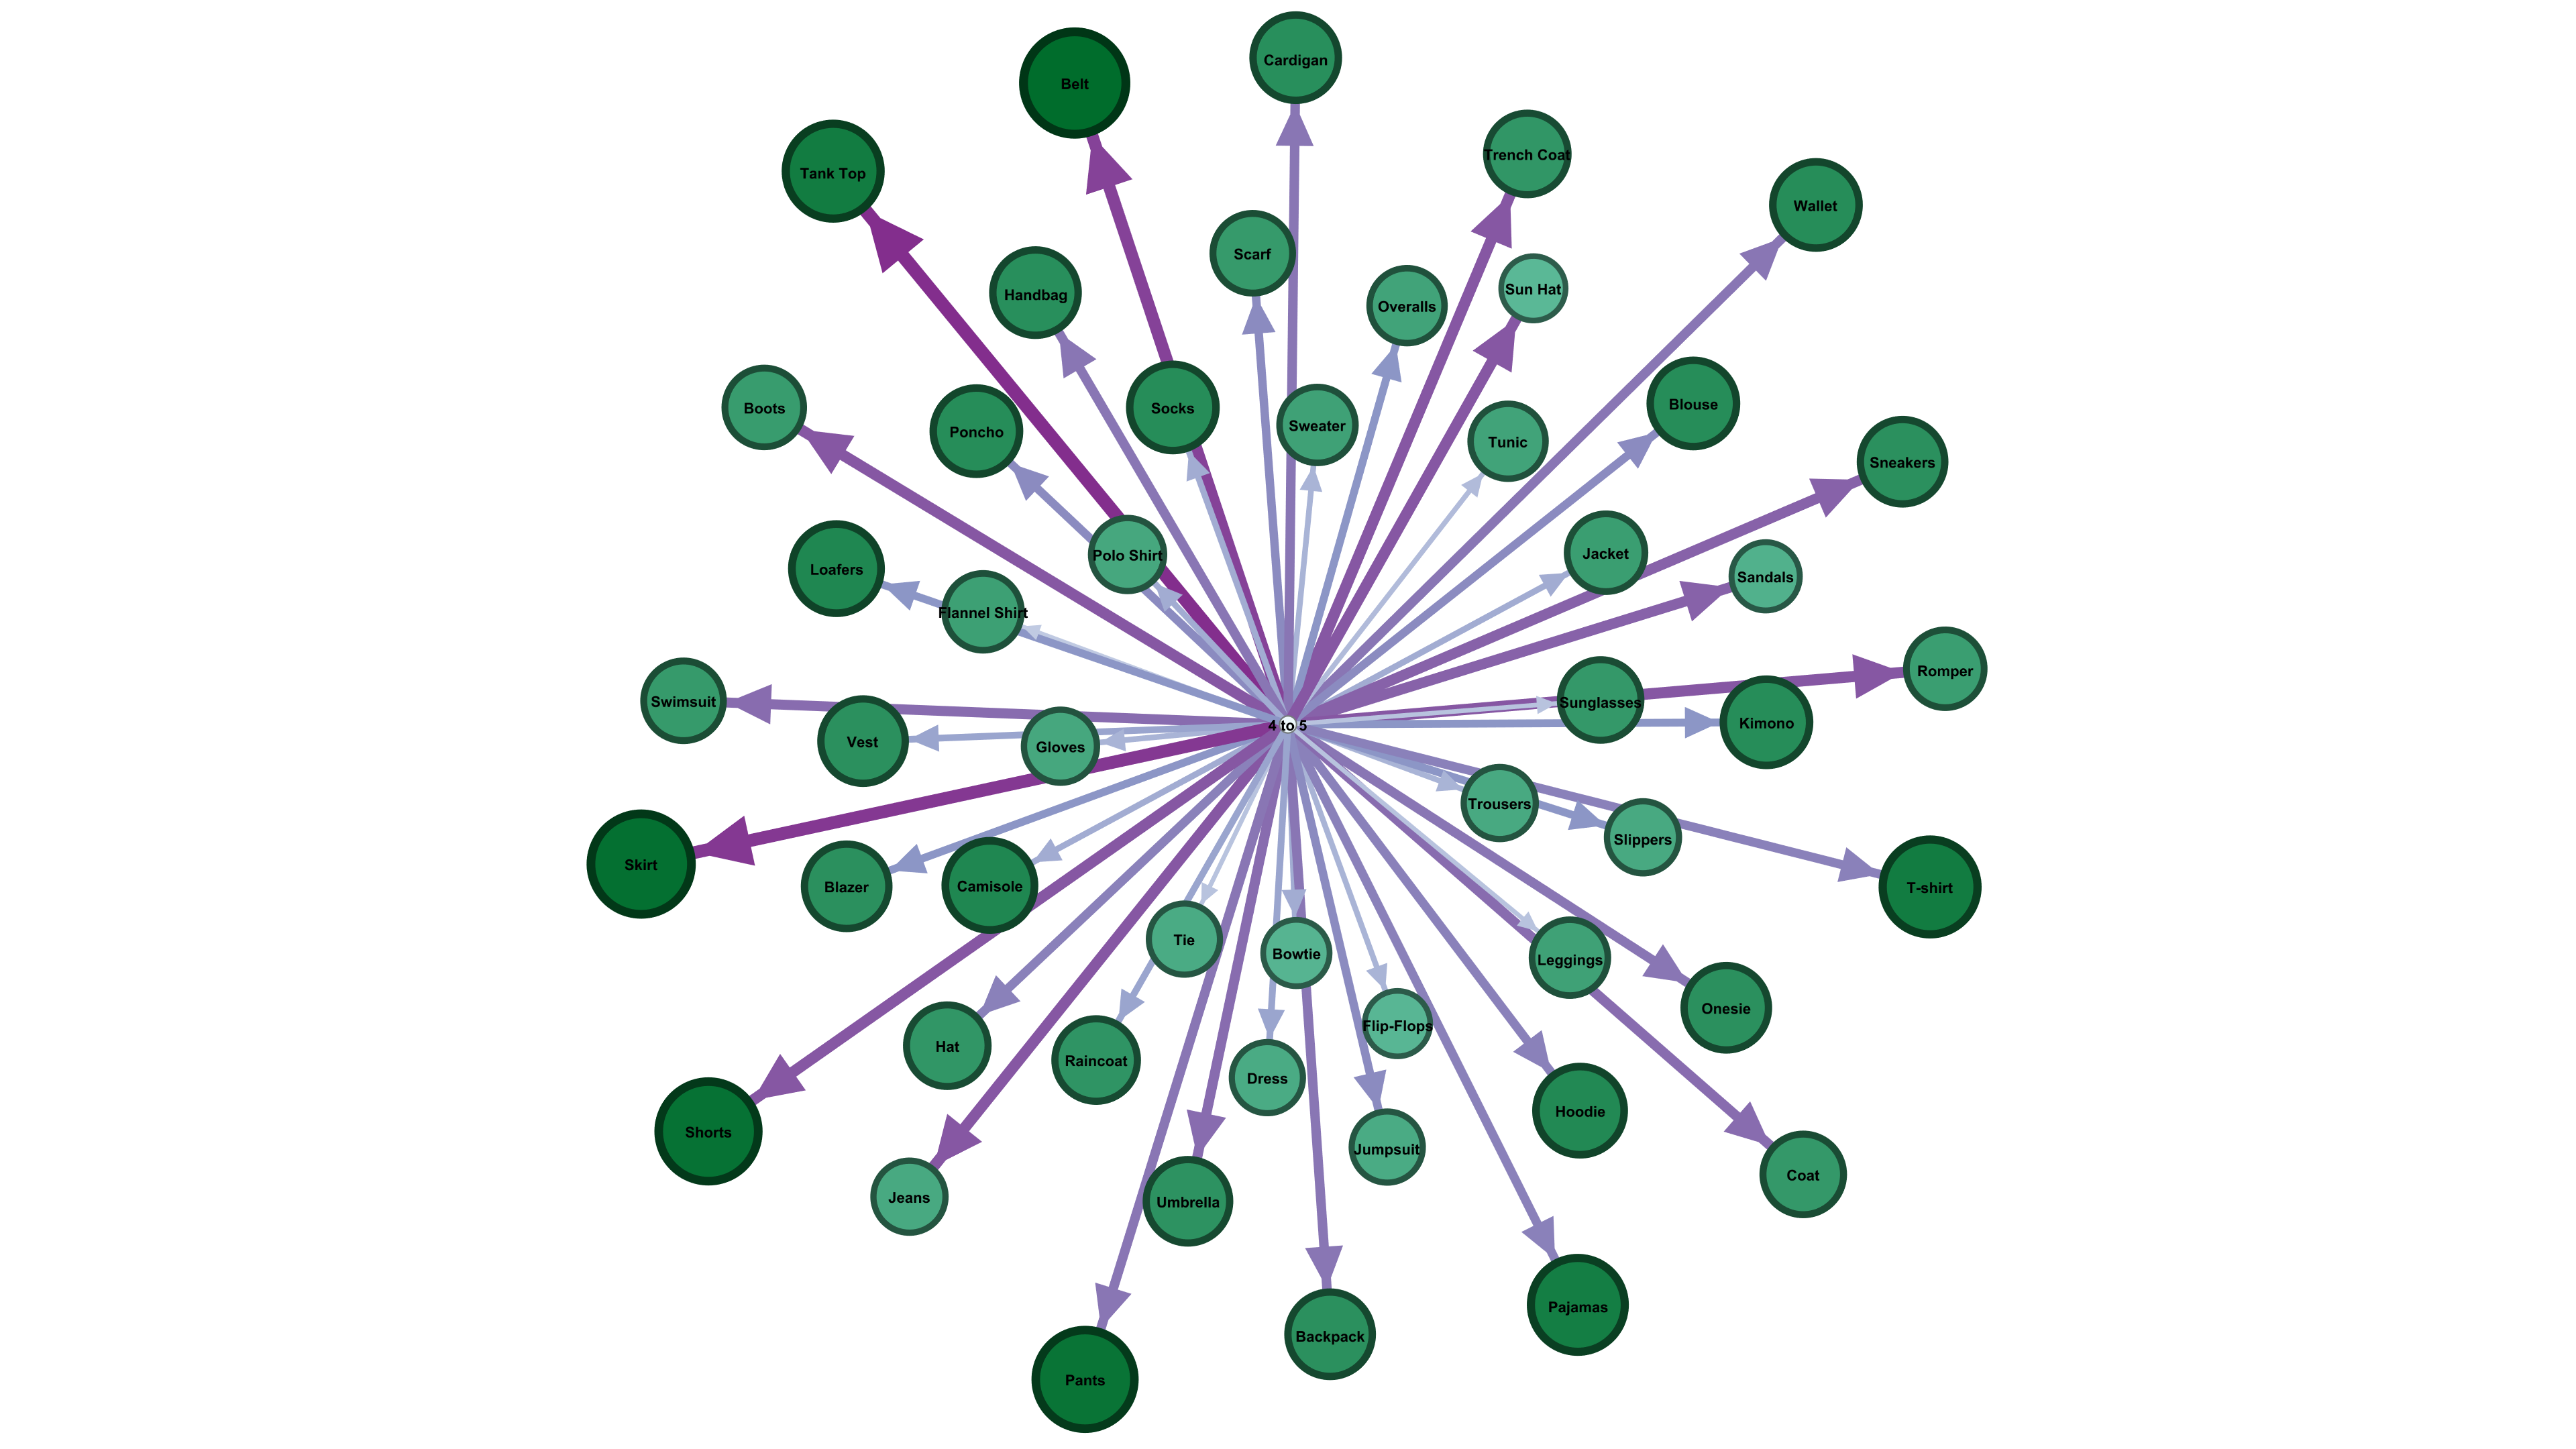 Cardigan
Belt
Trench Coat
Tank Top
Wallet
Scarf
Sun Hat
Handbag
Overalls
Blouse
Boots
Socks
Sweater
Poncho
Tunic
Sneakers
Jacket
Polo Shirt
Loafers
Sandals
Flannel Shirt
Romper
Swimsuit
Sunglasses
Kimono
4 to 5
Vest
Gloves
Trousers
Slippers
Skirt
Blazer
Camisole
T-shirt
Tie
Bowtie
Leggings
Onesie
Flip-Flops
Hat
Raincoat
Dress
Hoodie
Shorts
Jumpsuit
Coat
Jeans
Umbrella
Pajamas
Backpack
Pants